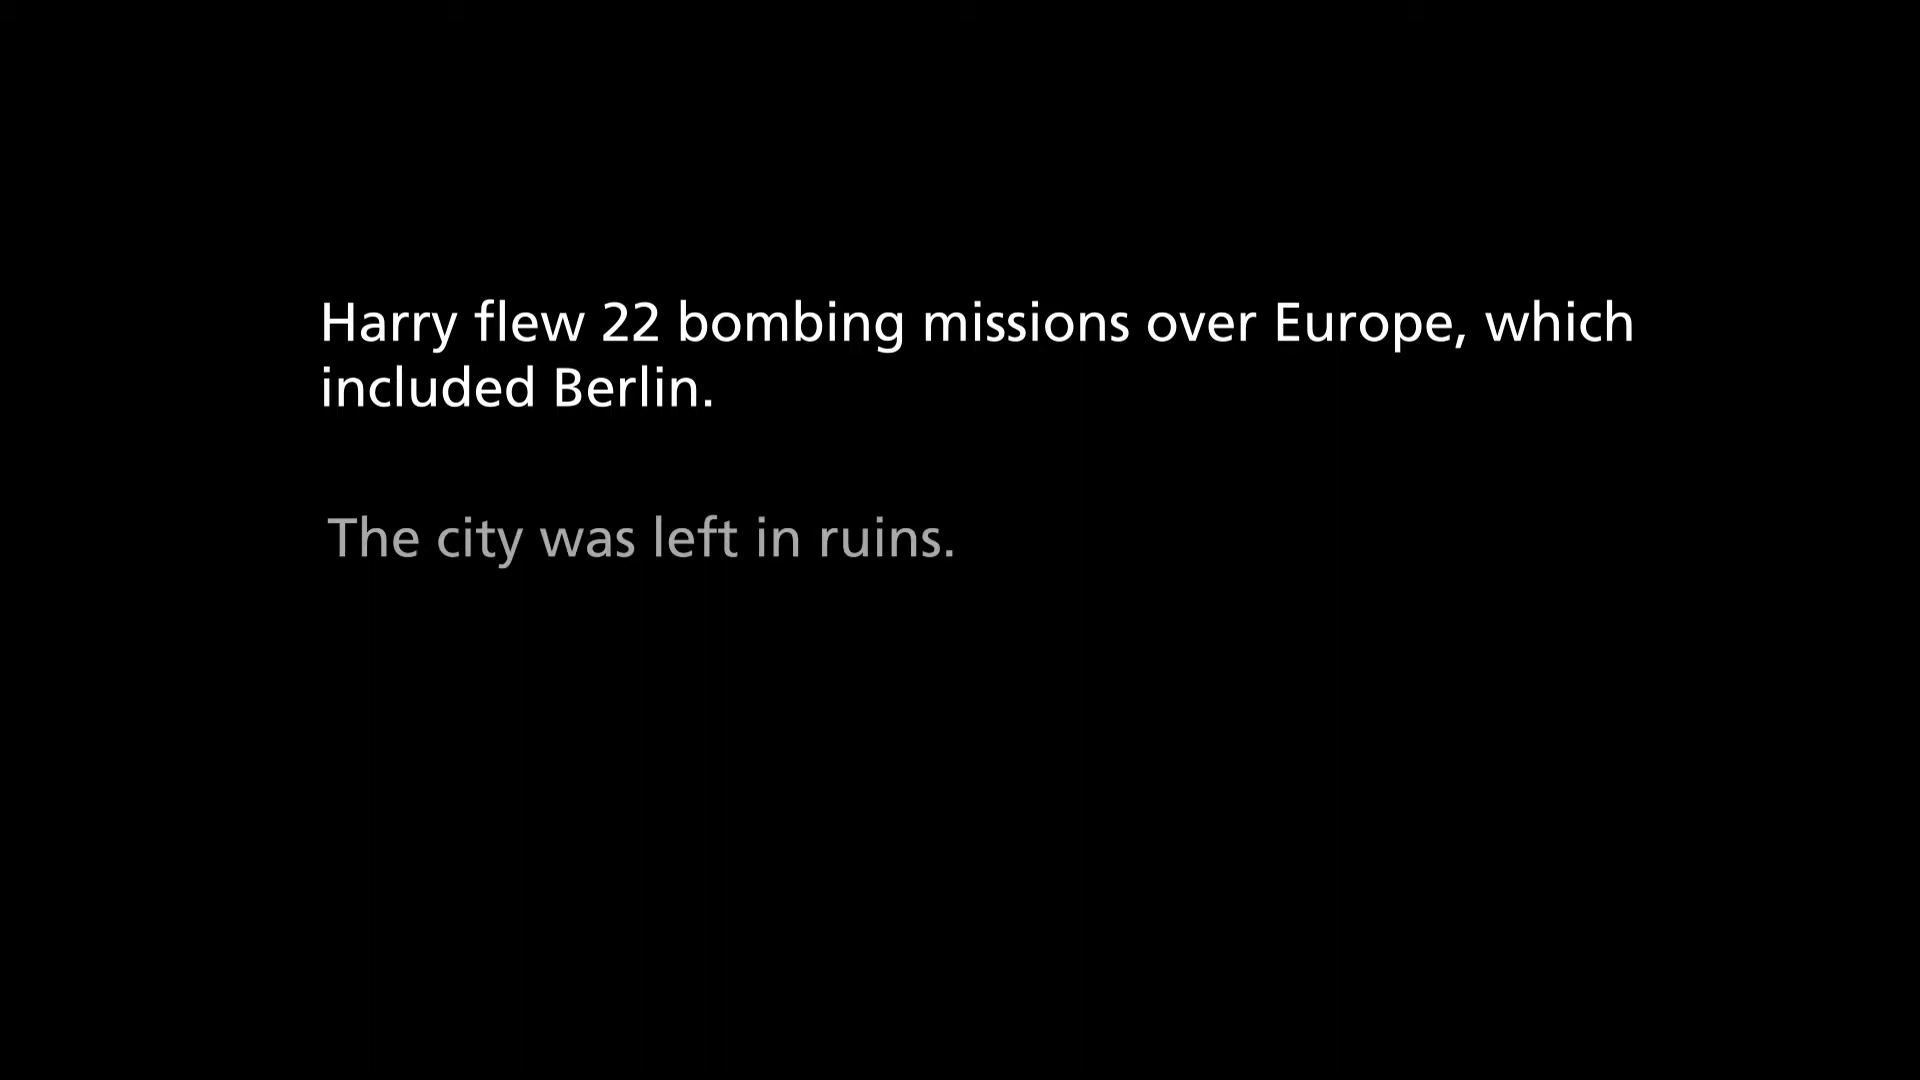 Harry flew 22 bombing missions over Europe, which
included Berlin.
The city was left in ruins.